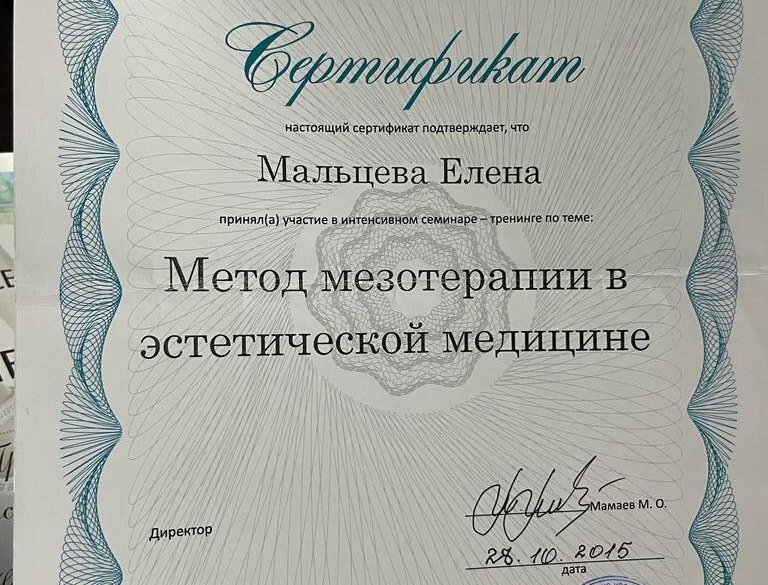 Сертификат
настоящий сертификат подтверждает, что
Мальцева Елена
принял(а) участие в интенсивном семинаре – тренинге по теме:
Метод мезотерапии в
эстетической медицине
Мамаев М. О.
Директор
28. 10. 2015
дата